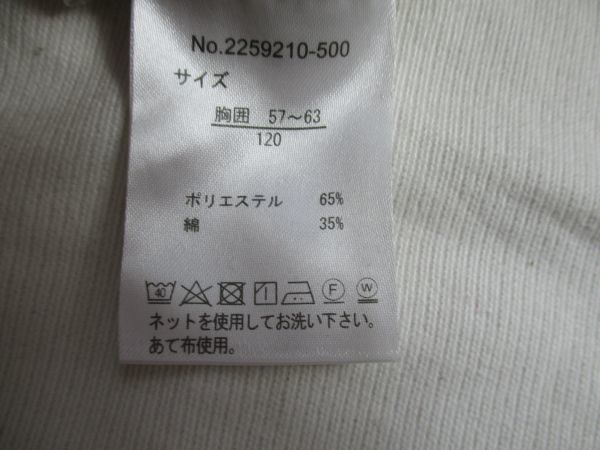 No.2259210-500
サイズ
胸囲 57～63
120
ポリエステル 65%
綿 35%
40 F W
ネットを使用してお洗い下さい。
あて布使用。